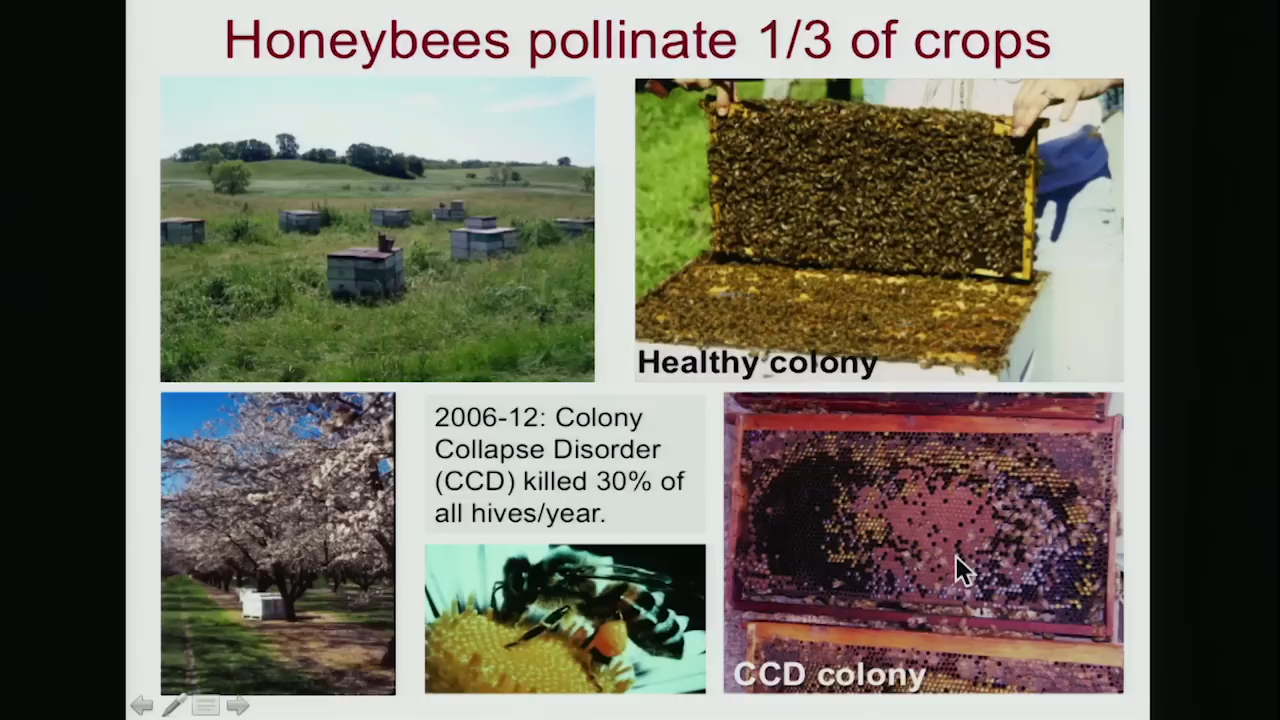 Honeybees pollinate 1/3 of crops
Healthy colony
2006-12: Colony
Collapse Disorder
(CCD) killed 30% of
all hives/year.
CCD colony